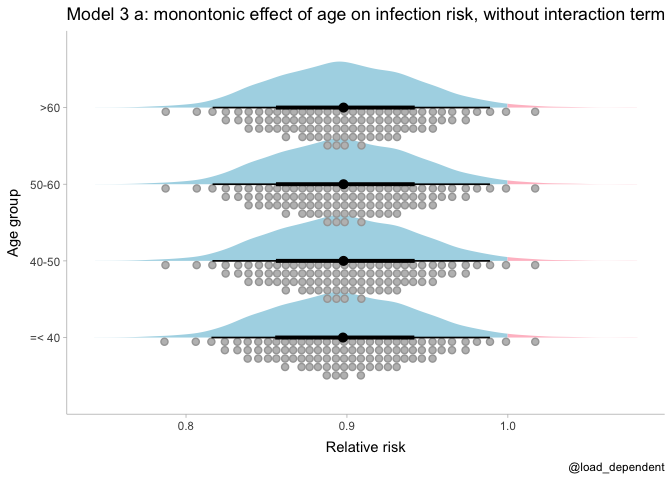 Model 3 a: monontonic effect of age on infection risk, without interaction term
Age group
>60
50-60
40-50
=< 40
0.8 0.9 1.0
Relative risk
@load_dependent